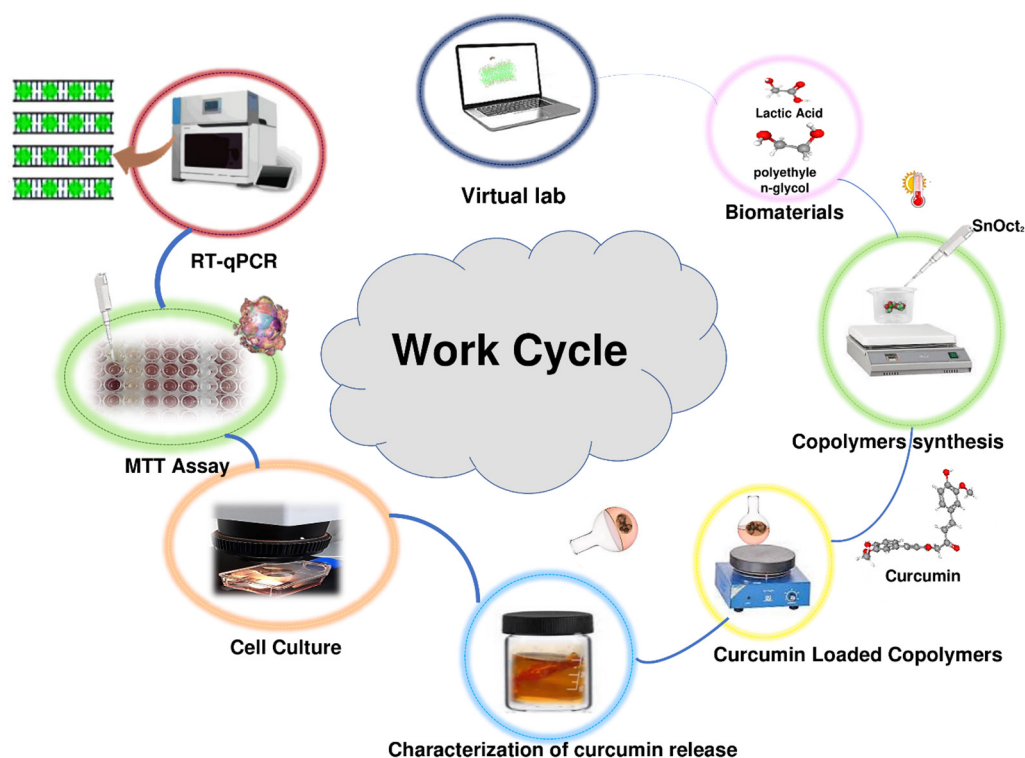 Virtual lab
Lactic Acid
polyethyle
n-glycol
Biomaterials
SnOct₂
Copolymers synthesis
Curcumin
Curcumin Loaded Copolymers
Characterization of curcumin release
Cell Culture
MTT Assay
RT-qPCR
Work Cycle